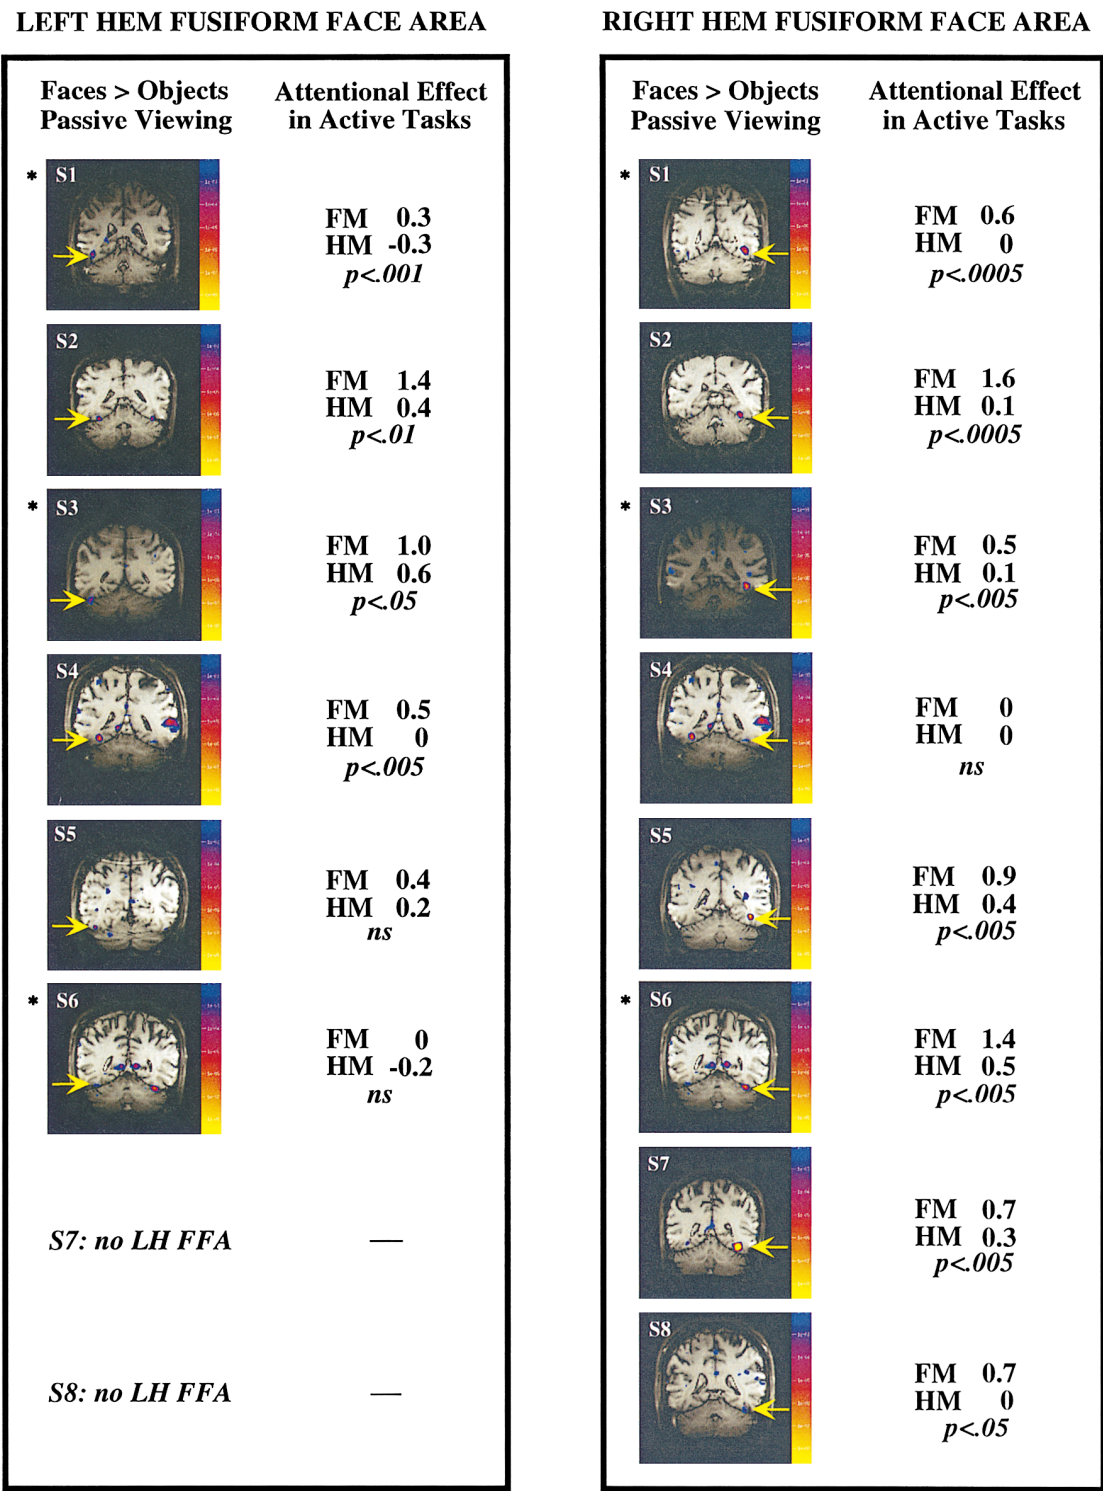 LEFT HEM FUSIFORM FACE AREA
Faces > Objects
Passive Viewing
Attentional Effect
in Active Tasks
* S1
FM 0.3
HM -0.3
p<.001
S2
FM 1.4
HM 0.4
p<.01
* S3
FM 1.0
HM 0.6
p<.05
S4
FM 0.5
HM 0
p<.005
S5
FM 0.4
HM 0.2
ns
* S6
FM 0
HM -0.2
ns
S7: no LH FFA —
S8: no LH FFA —
RIGHT HEM FUSIFORM FACE AREA
Faces > Objects
Passive Viewing
Attentional Effect
in Active Tasks
* S1
FM 0.6
HM 0
p<.0005
S2
FM 1.6
HM 0.1
p<.0005
* S3
FM 0.5
HM 0.1
p<.005
S4
FM 0
HM 0
ns
S5
FM 0.9
HM 0.4
p<.005
* S6
FM 1.4
HM 0.5
p<.005
S7
FM 0.7
HM 0.3
p<.005
S8
FM 0.7
HM 0
p<.05